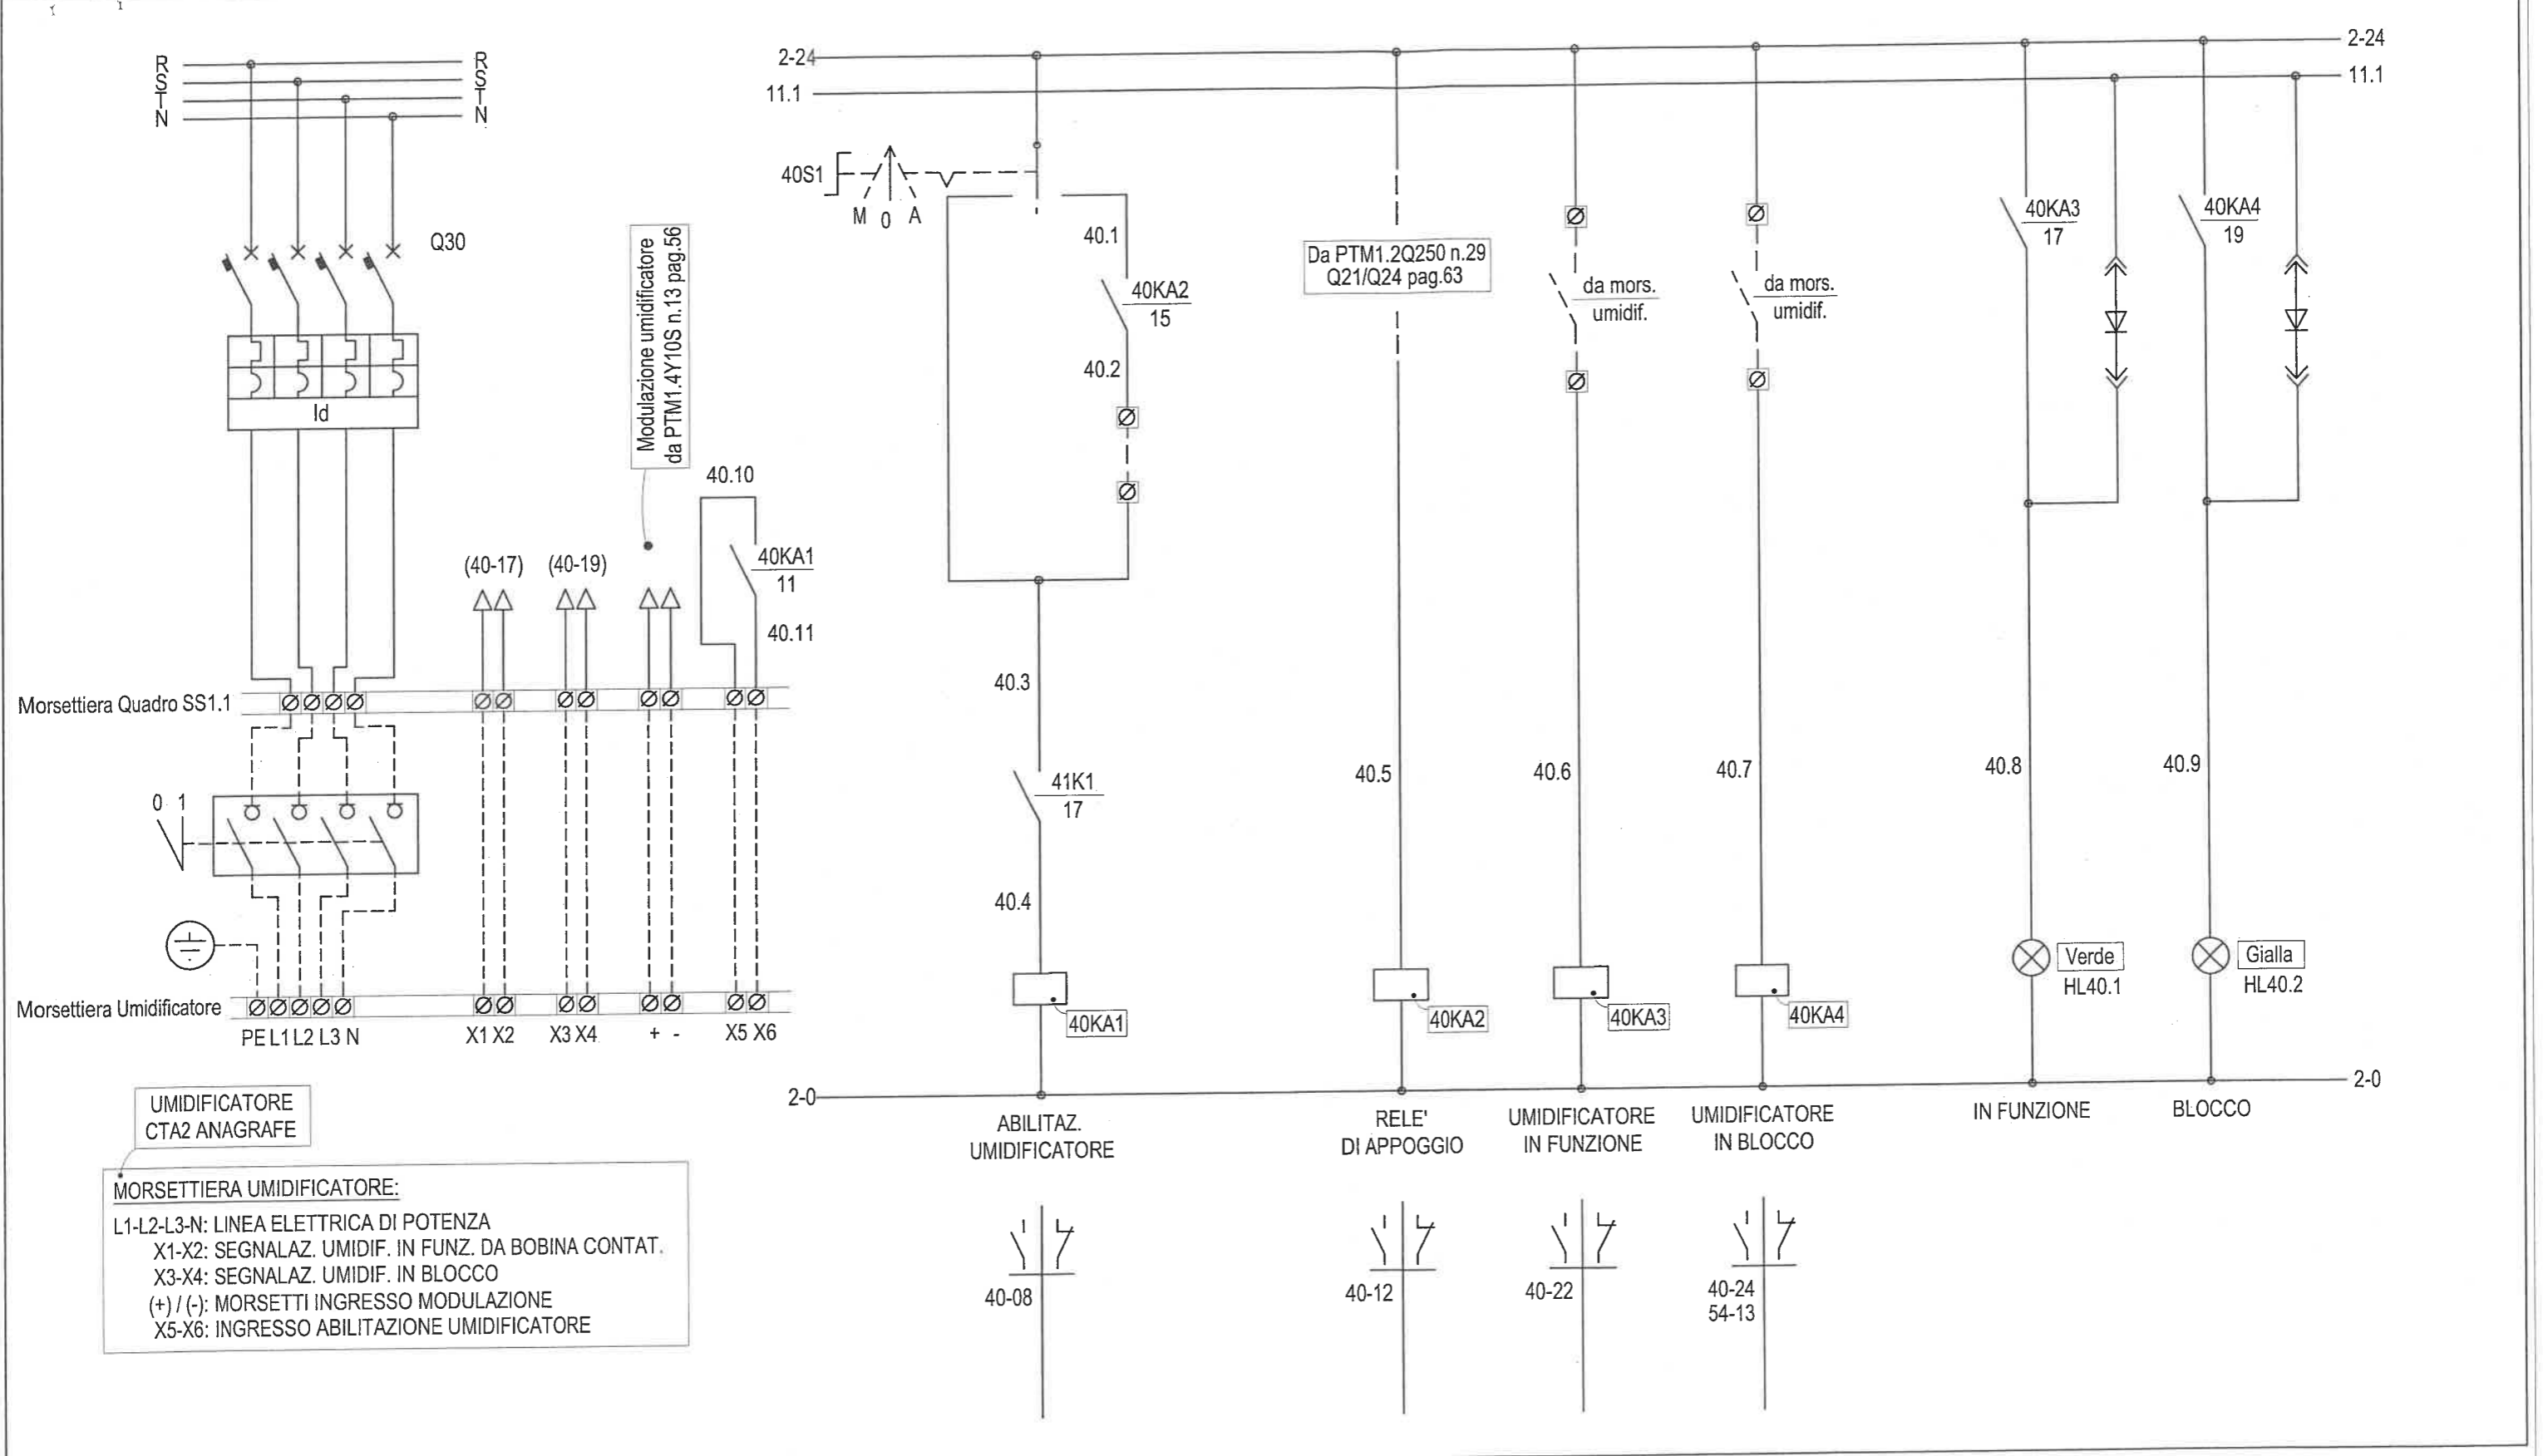 R
S
T
N
R
S
T
N
Q30
Id
Modulazione umidificatore
da PTM1.4Y10S n.13 pag.56
40.10
(40-17)
(40-19)
40KA1
11
40.11
Morsettiera Quadro SS1.1
0 1
Morsettiera Umidificatore
PE L1 L2 L3 N
X1 X2
X3 X4
+ -
X5 X6
UMIDIFICATORE
CTA2 ANAGRAFE
MORSETTIERA UMIDIFICATORE:
L1-L2-L3-N: LINEA ELETTRICA DI POTENZA
X1-X2: SEGNALAZ. UMIDIF. IN FUNZ. DA BOBINA CONTAT.
X3-X4: SEGNALAZ. UMIDIF. IN BLOCCO
(+) / (-): MORSETTI INGRESSO MODULAZIONE
X5-X6: INGRESSO ABILITAZIONE UMIDIFICATORE
2-24
11.1
2-24
11.1
40S1
M 0 A
40.1
40KA2
15
40.2
40.3
41K1
17
40.4
40KA1
Da PTM1.2Q250 n.29
Q21/Q24 pag.63
40.5
40KA2
da mors.
umidif.
40.6
40KA3
da mors.
umidif.
40.7
40KA4
40KA3
17
40.8
Verde
HL40.1
40KA4
19
40.9
Gialla
HL40.2
2-0
2-0
ABILITAZ.
UMIDIFICATORE
RELE'
DI APPOGGIO
UMIDIFICATORE
IN FUNZIONE
UMIDIFICATORE
IN BLOCCO
IN FUNZIONE
BLOCCO
40-08
40-12
40-22
40-24
54-13